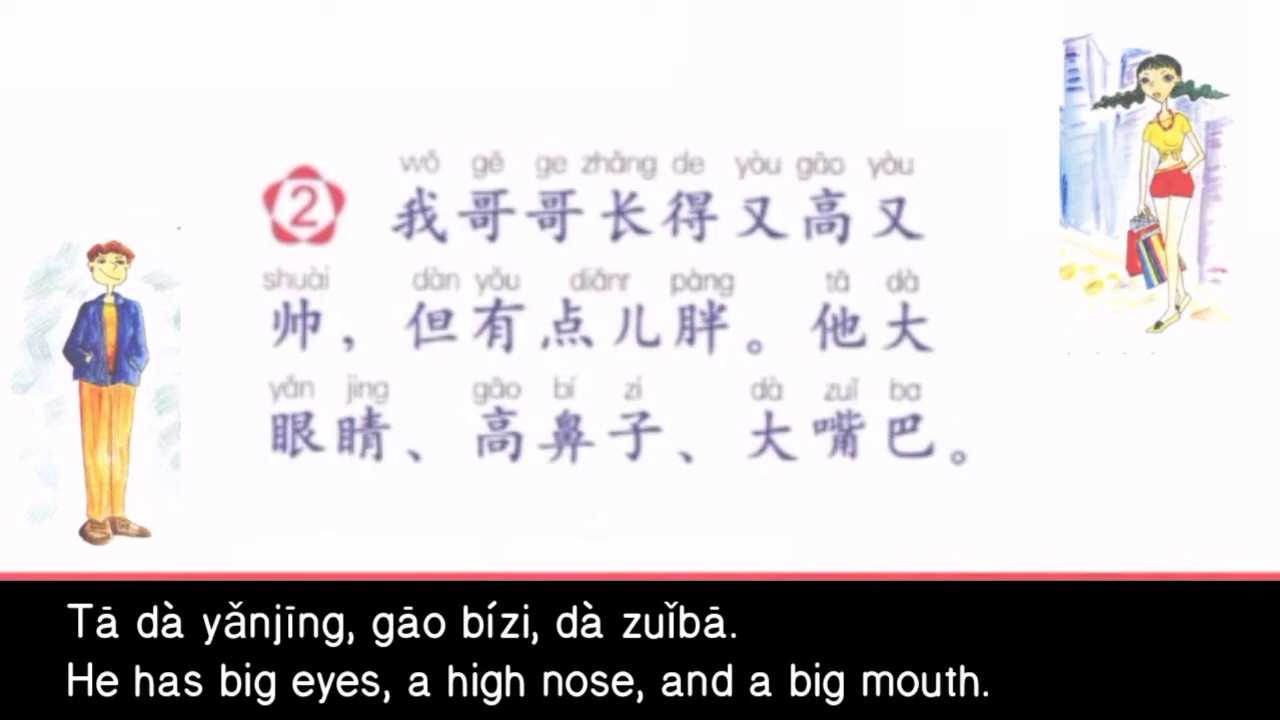 wǒ gē ge zhǎng de yòu gāo yòu
2 我哥哥长得又高又
shuài dàn yǒu diǎnr pàng tā dà
帅，但有点儿胖。他大
yǎn jing gāo bí zi dà zuǐ ba
眼睛、高鼻子、大嘴巴。
Tā dà yǎnjīng, gāo bízi, dà zuǐbā.
He has big eyes, a high nose, and a big mouth.